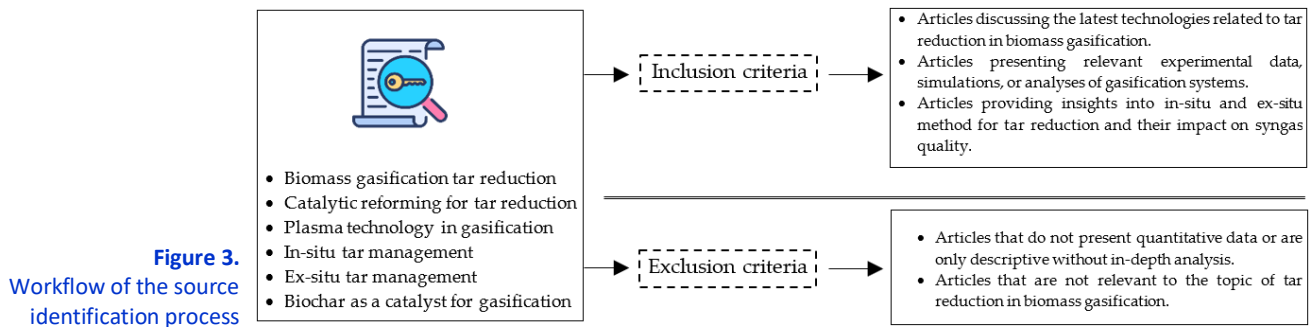 • Biomass gasification tar reduction
• Catalytic reforming for tar reduction
• Plasma technology in gasification
• In-situ tar management
• Ex-situ tar management
• Biochar as a catalyst for gasification
Inclusion criteria
• Articles discussing the latest technologies related to tar
reduction in biomass gasification.
• Articles presenting relevant experimental data,
simulations, or analyses of gasification systems.
• Articles providing insights into in-situ and ex-situ
method for tar reduction and their impact on syngas
quality.
Exclusion criteria
• Articles that do not present quantitative data or are
only descriptive without in-depth analysis.
• Articles that are not relevant to the topic of tar
reduction in biomass gasification.
Figure 3.
Workflow of the source
identification process